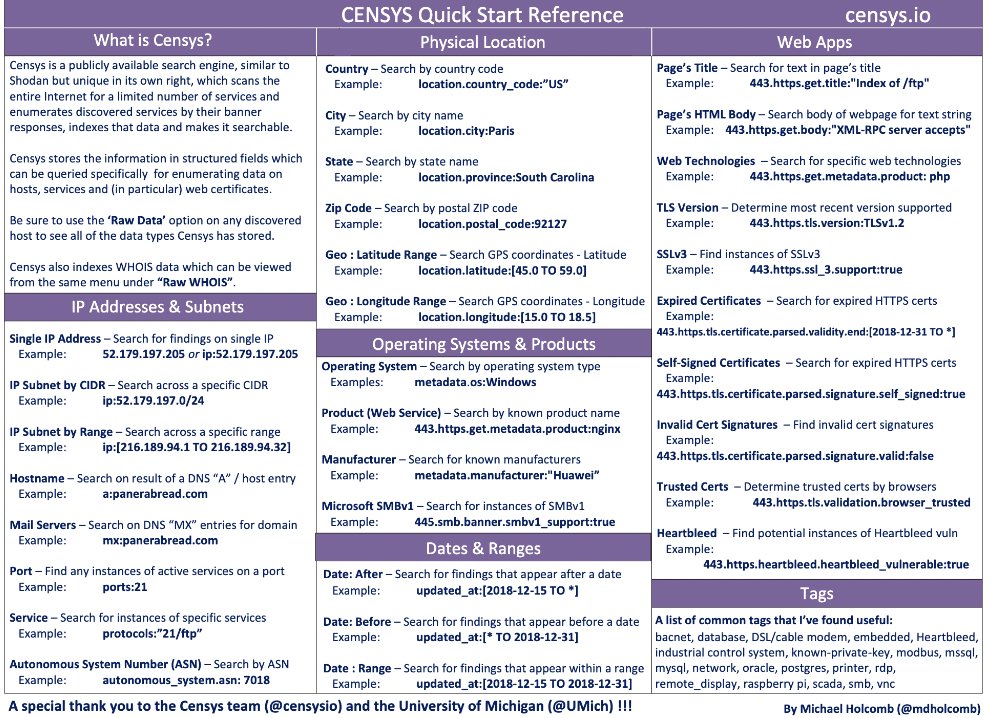 CENSYS Quick Start Reference
censys.io
What is Censys?
Censys is a publicly available search engine, similar to
Shodan but unique in its own right, which scans the
entire Internet for a limited number of services and
enumerates discovered services by their banner
responses, indexes that data and makes it searchable.
Censys stores the information in structured fields which
can be queried specifically for enumerating data on
hosts, services and (in particular) web certificates.
Be sure to use the ‘Raw Data’ option on any discovered
host to see all of the data types Censys has stored.
Censys also indexes WHOIS data which can be viewed
from the same menu under “Raw WHOIS”.
IP Addresses & Subnets
Single IP Address – Search for findings on single IP
Example: 52.179.197.205 or ip:52.179.197.205
IP Subnet by CIDR – Search across a specific CIDR
Example: ip:52.179.197.0/24
IP Subnet by Range – Search across a specific range
Example: ip:[216.189.94.1 TO 216.189.94.32]
Hostname – Search on result of a DNS “A” / host entry
Example: a:panerabread.com
Mail Servers – Search on DNS “MX” entries for domain
Example: mx:panerabread.com
Port – Find any instances of active services on a port
Example: ports:21
Service – Search for instances of specific services
Example: protocols:”21/ftp”
Autonomous System Number (ASN) – Search by ASN
Example: autonomous_system.asn: 7018
Physical Location
Country – Search by country code
Example: location.country_code:”US”
City – Search by city name
Example: location.city:Paris
State – Search by state name
Example: location.province:South Carolina
Zip Code – Search by postal ZIP code
Example: location.postal_code:92127
Geo : Latitude Range – Search GPS coordinates - Latitude
Example: location.latitude:[45.0 TO 59.0]
Geo : Longitude Range – Search GPS coordinates - Longitude
Example: location.longitude:[15.0 TO 18.5]
Operating Systems & Products
Operating System – Search by operating system type
Examples: metadata.os:Windows
Product (Web Service) – Search by known product name
Example: 443.https.get.metadata.product:nginx
Manufacturer – Search for known manufacturers
Example: metadata.manufacturer:"Huawei”
Microsoft SMBv1 – Search for instances of SMBv1
Example: 445.smb.banner.smbv1_support:true
Dates & Ranges
Date: After – Search for findings that appear after a date
Example: updated_at:[2018-12-15 TO *]
Date: Before – Search for findings that appear before a date
Example: updated_at:[* TO 2018-12-31]
Date : Range – Search for findings that appear within a range
Example: updated_at:[2018-12-15 TO 2018-12-31]
Web Apps
Page’s Title – Search for text in page’s title
Example: 443.https.get.title:"Index of /ftp"
Page’s HTML Body – Search body of webpage for text string
Example: 443.https.get.body:"XML-RPC server accepts"
Web Technologies – Search for specific web technologies
Example: 443.https.get.metadata.product: php
TLS Version – Determine most recent version supported
Example: 443.https.tls.version:TLSv1.2
SSLv3 – Find instances of SSLv3
Example: 443.https.ssl_3.support:true
Expired Certificates – Search for expired HTTPS certs
Example:
443.https.tls.certificate.parsed.validity.end:[2018-12-31 TO *]
Self-Signed Certificates – Search for expired HTTPS certs
Example:
443.https.tls.certificate.parsed.signature.self_signed:true
Invalid Cert Signatures – Find invalid cert signatures
Example:
443.https.tls.certificate.parsed.signature.valid:false
Trusted Certs – Determine trusted certs by browsers
Example: 443.https.tls.validation.browser_trusted
Heartbleed – Find potential instances of Heartbleed vuln
Example:
443.https.heartbleed.heartbleed_vulnerable:true
Tags
A list of common tags that I’ve found useful:
bacnet, database, DSL/cable modem, embedded, Heartbleed,
industrial control system, known-private-key, modbus, mssql,
mysql, network, oracle, postgres, printer, rdp,
remote_display, raspberry pi, scada, smb, vnc
A special thank you to the Censys team (@censysio) and the University of Michigan (@UMich) !!!
By Michael Holcomb (@mdholcomb)